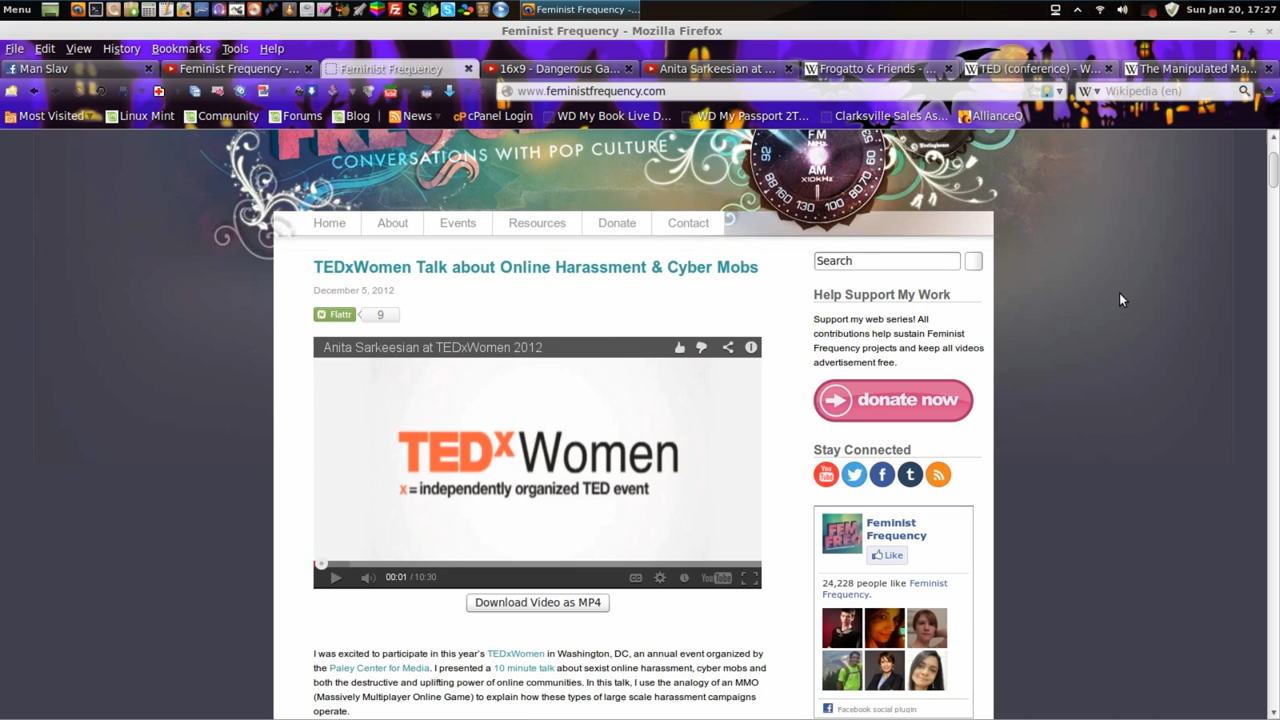 Menu
Feminist Frequency -...
Sun Jan 20, 17:27
Feminist Frequency - Mozilla Firefox
File Edit View History Bookmarks Tools Help
Man Slav
Feminist Frequency -...
Feminist Frequency
16x9 - Dangerous Ga...
Anita Sarkeesian at ...
Frogatto & Friends - ...
TED (conference) - W...
The Manipulated Ma...
www.feministfrequency.com
Wikipedia (en)
Most Visited
Linux Mint
Community
Forums
Blog
News
cPanel Login
WD My Book Live D...
WD My Passport 2T...
Clarksville Sales As...
AllianceQ
CONVERSATIONS WITH POP CULTURE
FM
MHz
AM
X10KHz
Home About Events Resources Donate Contact
TEDxWomen Talk about Online Harassment & Cyber Mobs
December 5, 2012
Flattr 9
Anita Sarkeesian at TEDxWomen 2012
TEDxWomen
x=independently organized TED event
00:01 / 10:30
YouTube
Download Video as MP4
I was excited to participate in this year's TEDxWomen in Washington, DC, an annual event organized by
the Paley Center for Media. I presented a 10 minute talk about sexist online harassment, cyber mobs and
both the destructive and uplifting power of online communities. In this talk, I use the analogy of an MMO
(Massively Multiplayer Online Game) to explain how these types of large scale harassment campaigns
operate.
Search
Help Support My Work
Support my web series! All
contributions help sustain Feminist
Frequency projects and keep all videos
advertisement free.
donate now
Stay Connected
You
Tube
FEM
FREQ
Feminist
Frequency
Like
24,228 people like Feminist
Frequency.
Facebook social plugin